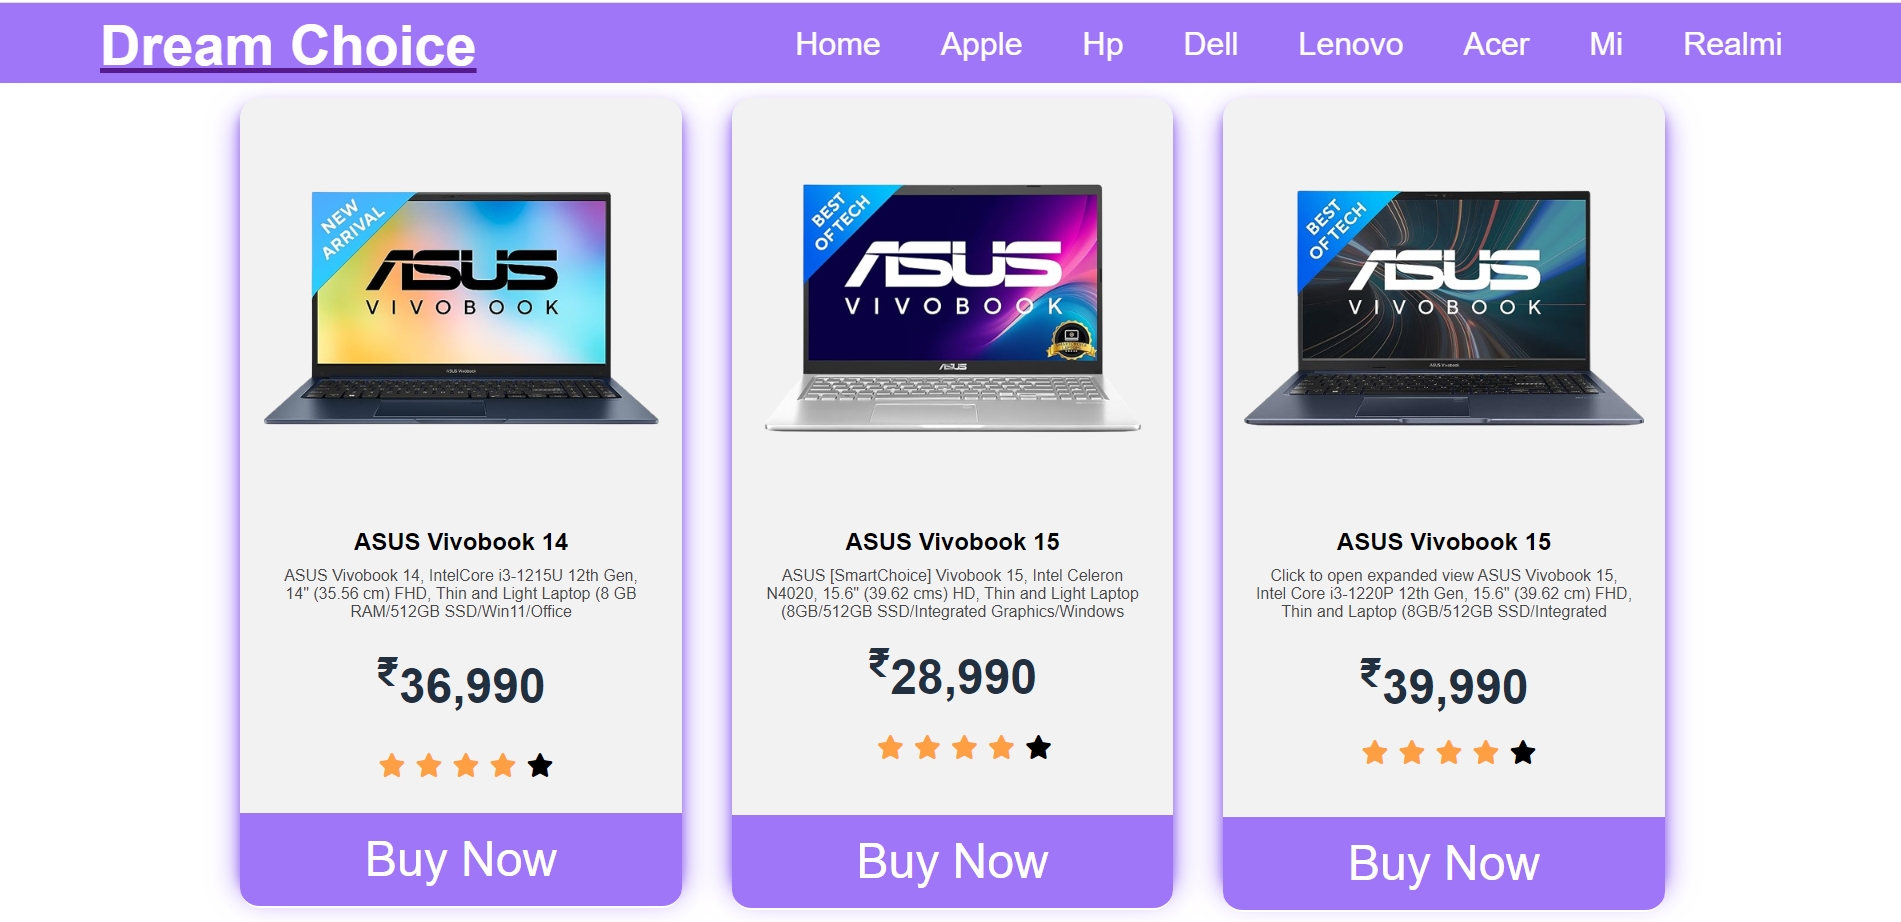 Dream Choice
Home Apple Hp Dell Lenovo Acer Mi Realmi
NEW
ARRIVAL
ASUS
VIVOBOOK
ASUS Vivobook
ASUS Vivobook 14
ASUS Vivobook 14, IntelCore i3-1215U 12th Gen,
14" (35.56 cm) FHD, Thin and Light Laptop (8 GB
RAM/512GB SSD/Win11/Office
₹36,990
Buy Now
BEST
OF TECH
ASUS
VIVOBOOK
ASUS
ASUS Vivobook 15
ASUS [SmartChoice] Vivobook 15, Intel Celeron
N4020, 15.6" (39.62 cms) HD, Thin and Light Laptop
(8GB/512GB SSD/Integrated Graphics/Windows
₹28,990
Buy Now
BEST
OF TECH
ASUS
VIVOBOOK
ASUS Vivobook
ASUS Vivobook 15
Click to open expanded view ASUS Vivobook 15,
Intel Core i3-1220P 12th Gen, 15.6" (39.62 cm) FHD,
Thin and Laptop (8GB/512GB SSD/Integrated
₹39,990
Buy Now